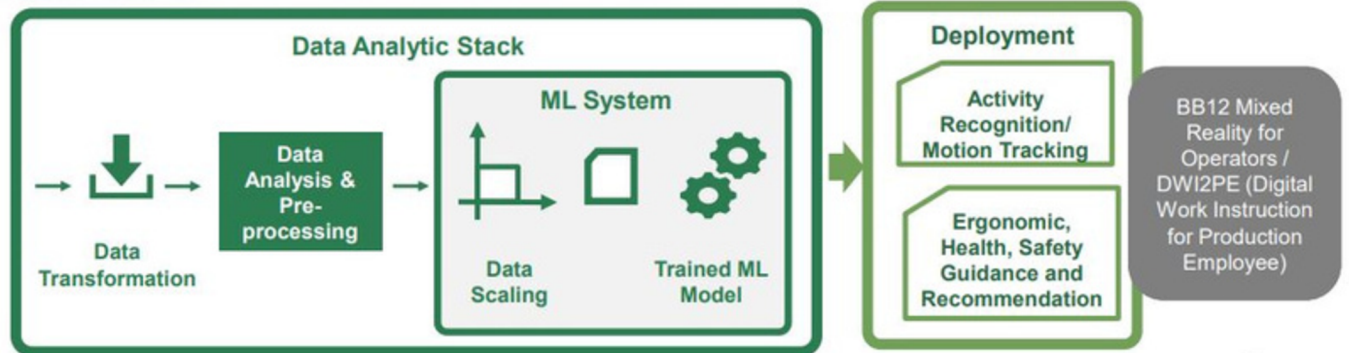 Data Analytic Stack
Data
Transformation
Data
Analysis &
Pre-
processing
ML System
Data
Scaling
Trained ML
Model
Deployment
Activity
Recognition/
Motion Tracking
Ergonomic,
Health, Safety
Guidance and
Recommendation
BB12 Mixed
Reality for
Operators /
DWI2PE (Digital
Work Instruction
for Production
Employee)